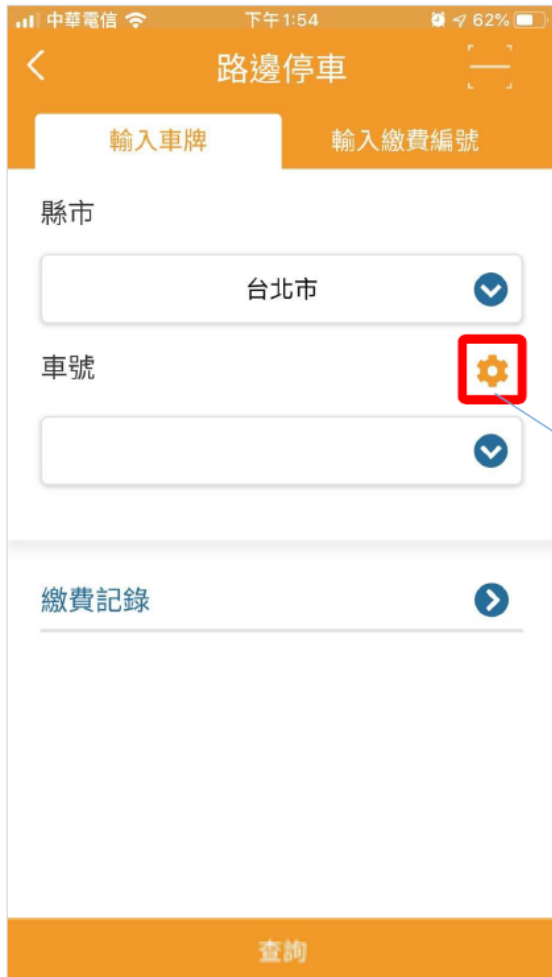 中華電信 下午1:54 62%
路邊停車
輸入車牌 輸入繳費編號
縣市
台北市
車號
繳費記錄
查詢